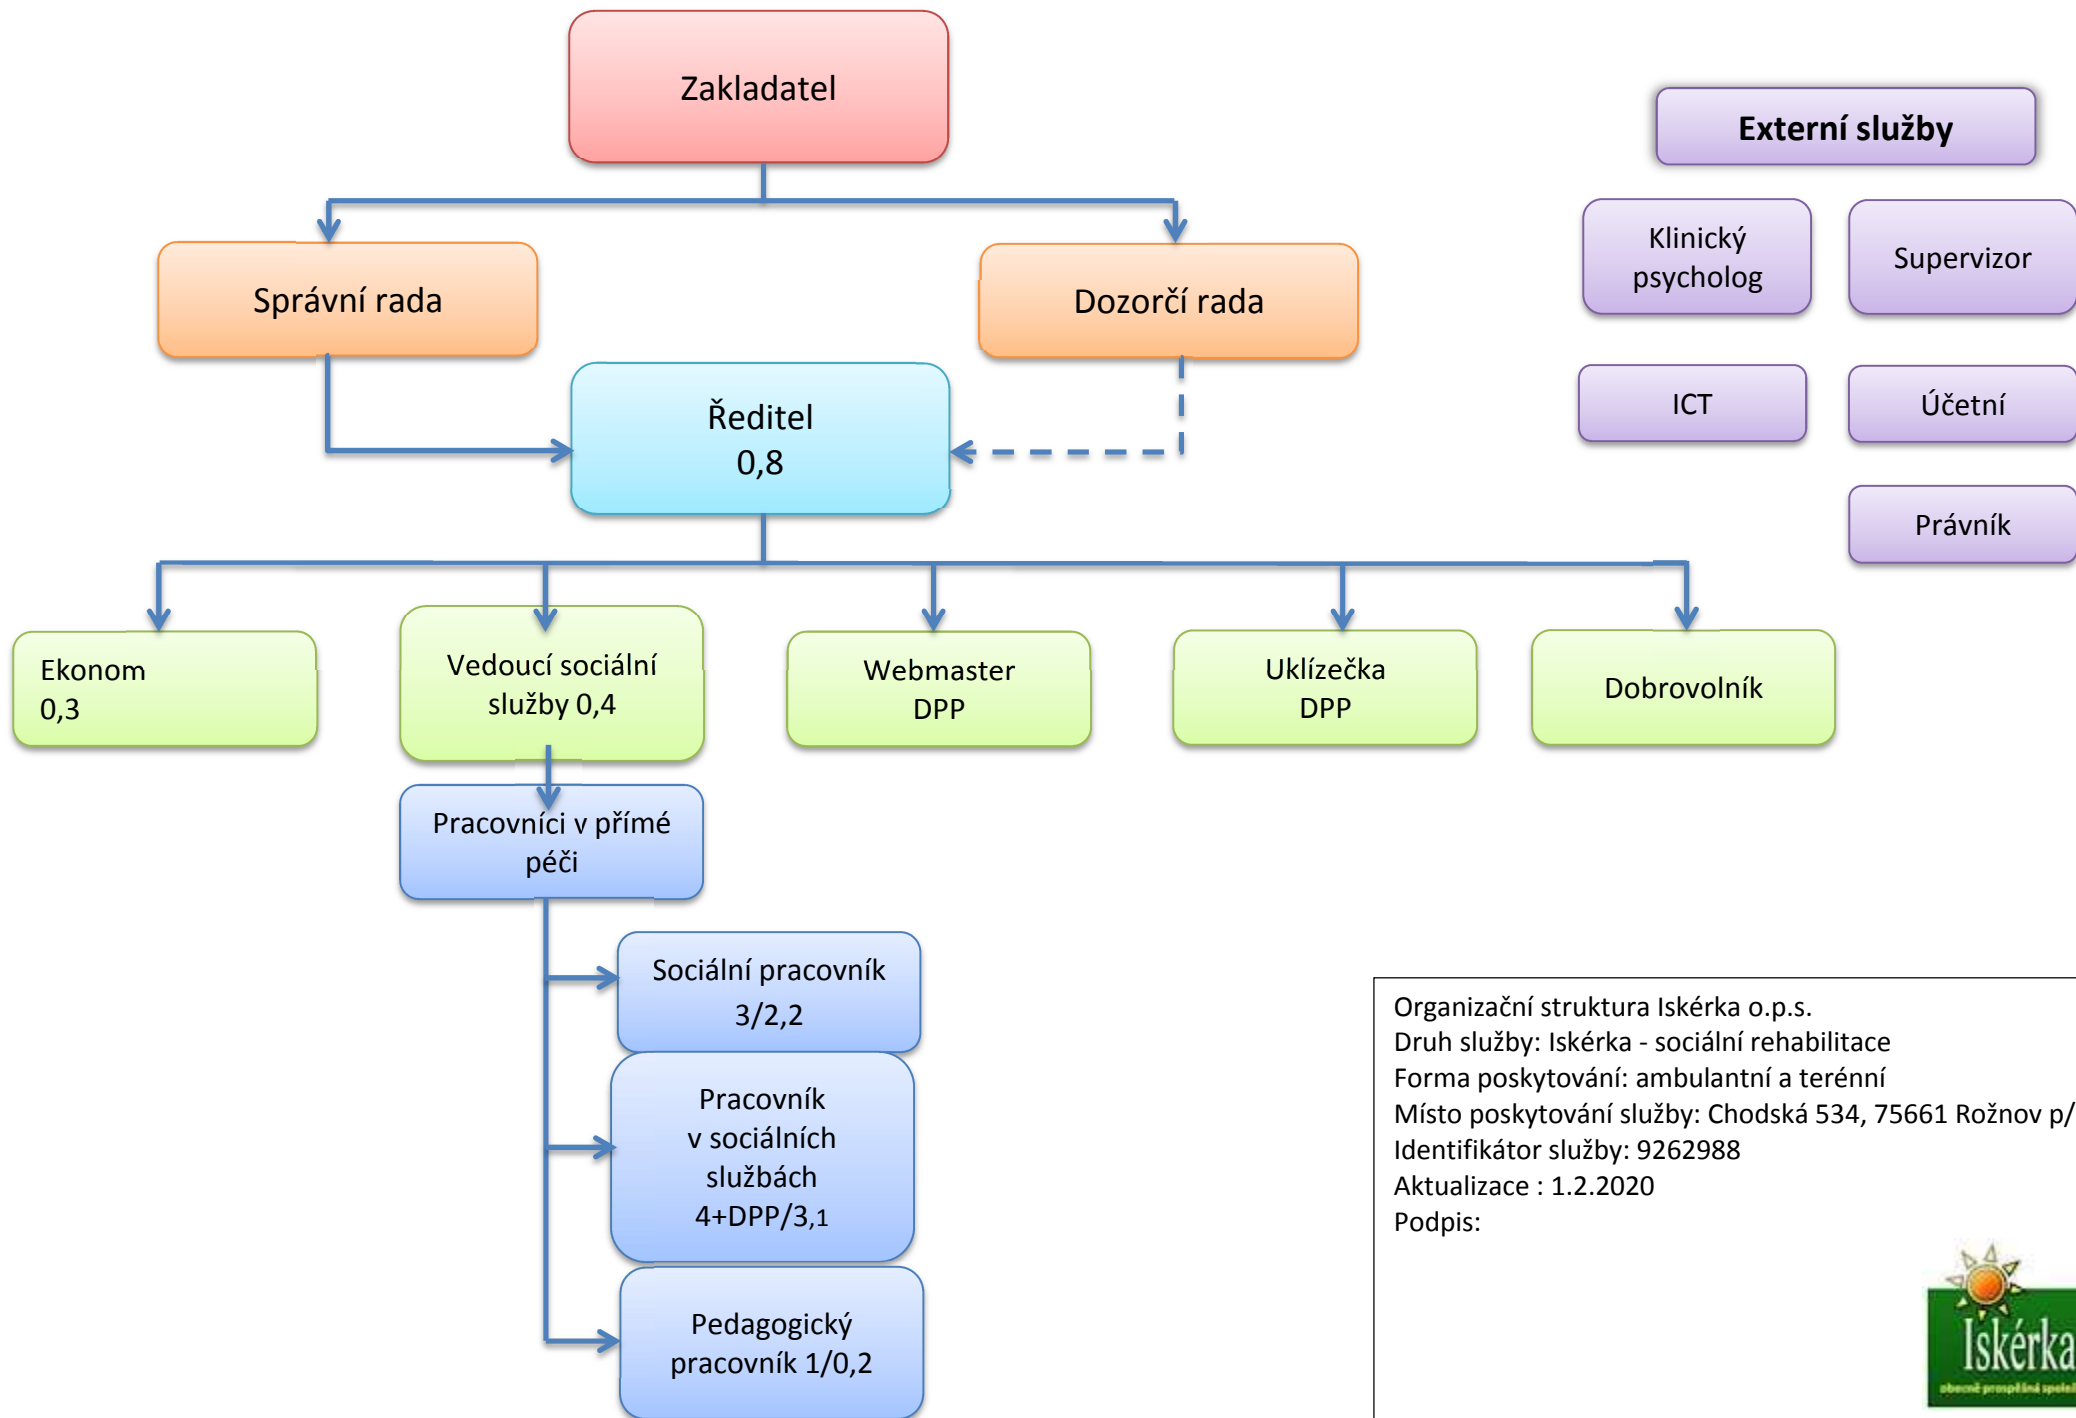 Zakladatel
Externí služby
Klinický
psycholog
Supervizor
Správní rada
Dozorčí rada
ICT
Účetní
Ředitel
0,8
Právník
Ekonom
0,3
Vedoucí sociální
služby 0,4
Webmaster
DPP
Uklízečka
DPP
Dobrovolník
Pracovníci v přímé
péči
Sociální pracovník
3/2,2
Pracovník
v sociálních
službách
4+DPP/3,1
Pedagogický
pracovník 1/0,2
Organizační struktura Iskérka o.p.s.
Druh služby: Iskérka - sociální rehabilitace
Forma poskytování: ambulantní a terénní
Místo poskytování služby: Chodská 534, 75661 Rožnov p/
Identifikátor služby: 9262988
Aktualizace : 1.2.2020
Podpis:
Iskérka
obecně prospěšná